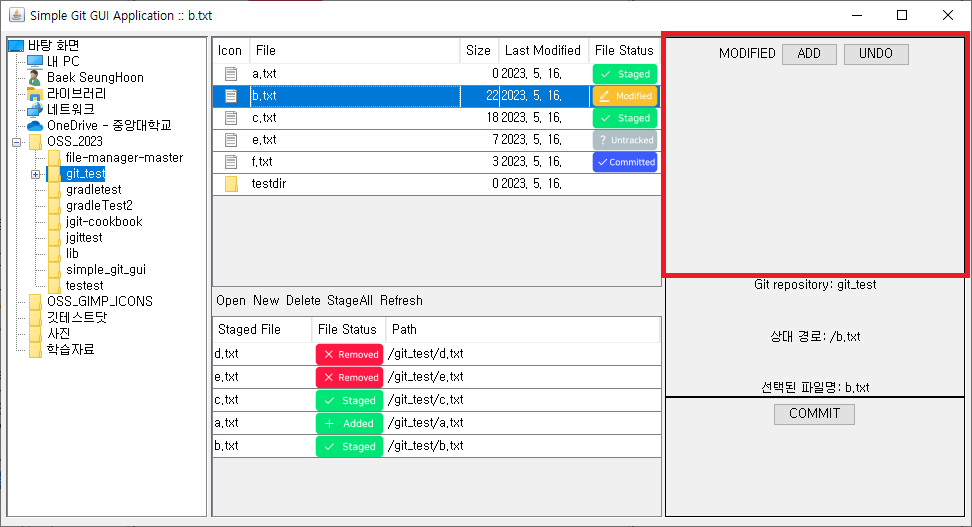 Simple Git GUI Application :: b.txt
바탕 화면
내 PC
Baek SeungHoon
라이브러리
네트워크
OneDrive - 중앙대학교
OSS_2023
file-manager-master
git_test
gradletest
gradleTest2
jgit-cookbook
jgittest
lib
simple_git_gui
testest
OSS_GIMP_ICONS
깃테스트닷
사진
학습자료
Icon File Size Last Modified File Status
a.txt 0 2023. 5. 16. Staged
b.txt 22 2023. 5. 16. Modified
c.txt 18 2023. 5. 16. Staged
e.txt 7 2023. 5. 16. Untracked
f.txt 3 2023. 5. 16. Committed
testdir 0 2023. 5. 16.
Open New Delete StageAll Refresh
Staged File File Status Path
d.txt Removed /git_test/d.txt
e.txt Removed /git_test/e.txt
c.txt Staged /git_test/c.txt
a.txt Added /git_test/a.txt
b.txt Staged /git_test/b.txt
MODIFIED ADD UNDO
Git repository: git_test
상대 경로: /b.txt
선택된 파일명: b.txt
COMMIT